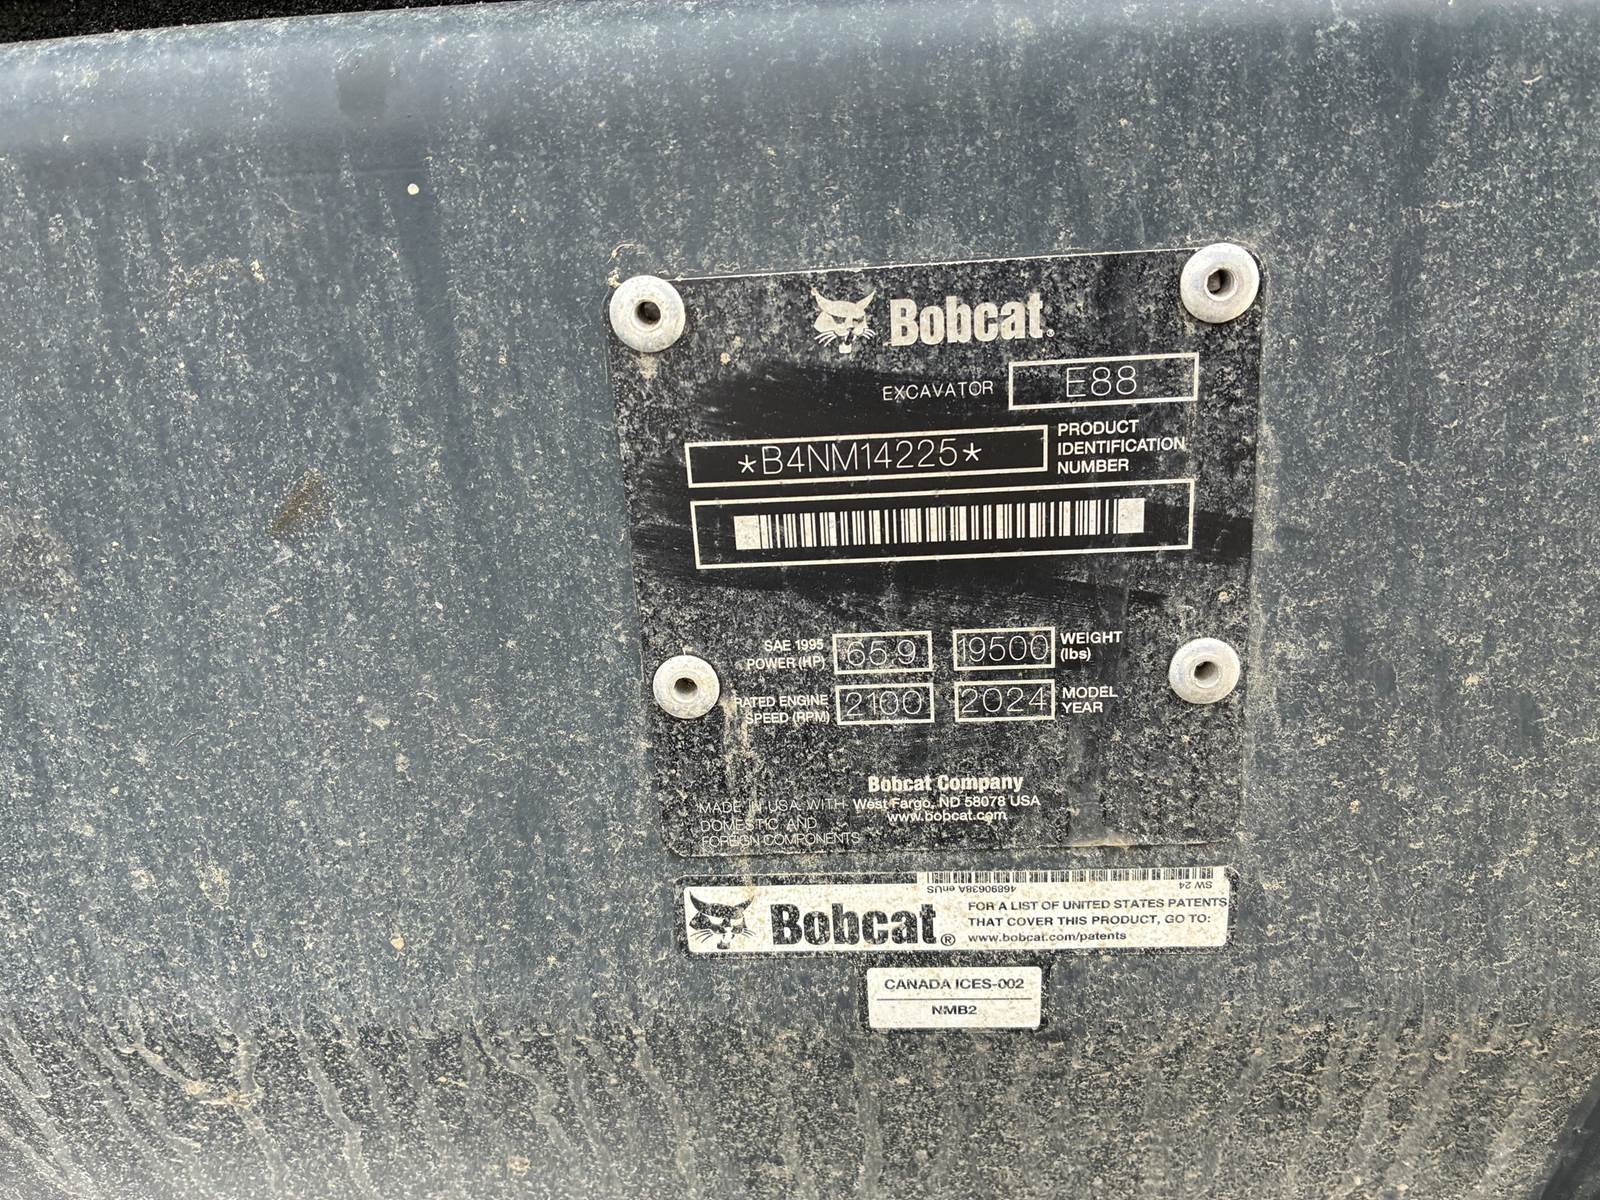 Bobcat®
EXCAVATOR E88
*B4NM14225*
PRODUCT
IDENTIFICATION
NUMBER
SAE 1995
POWER (HP)
65.9
19500
WEIGHT
(lbs)
RATED ENGINE
SPEED (RPM)
2100
2024
MODEL
YEAR
Bobcat Company
West Fargo, ND 58078 USA
www.bobcat.com
MADE IN USA WITH
DOMESTIC AND
FOREIGN COMPONENTS
46890638A enUS
SW 24
Bobcat®
FOR A LIST OF UNITED STATES PATENTS
THAT COVER THIS PRODUCT, GO TO:
www.bobcat.com/patents
CANADA ICES-002
NMB2